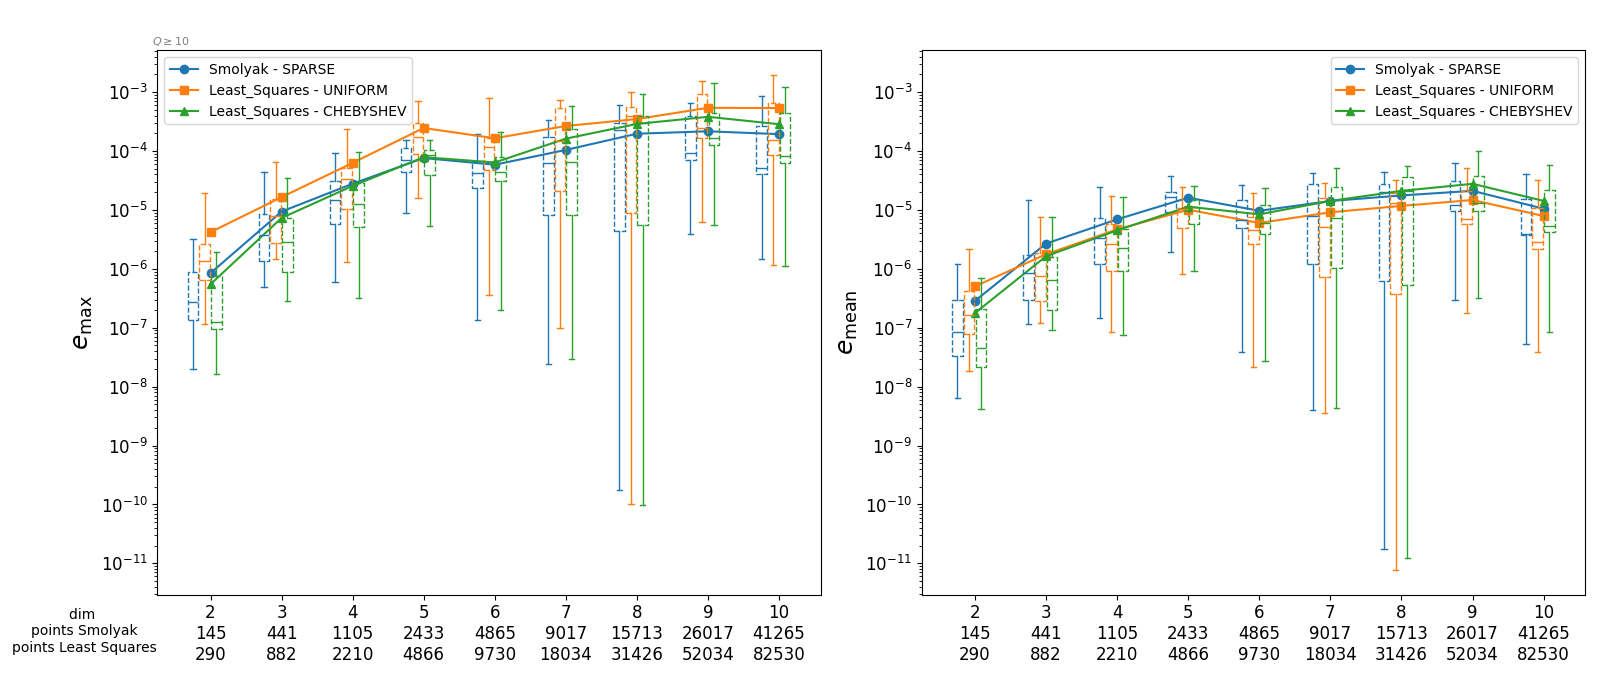 Q ≥ 10
Smolyak - SPARSE
Least_Squares - UNIFORM
Least_Squares - CHEBYSHEV
10⁻³
10⁻⁴
10⁻⁵
10⁻⁶
10⁻⁷
10⁻⁸
10⁻⁹
10⁻¹⁰
10⁻¹¹
e_max
dim
points Smolyak
points Least Squares
2 3 4 5 6 7 8 9 10
145 441 1105 2433 4865 9017 15713 26017 41265
290 882 2210 4866 9730 18034 31426 52034 82530
Smolyak - SPARSE
Least_Squares - UNIFORM
Least_Squares - CHEBYSHEV
10⁻³
10⁻⁴
10⁻⁵
10⁻⁶
10⁻⁷
10⁻⁸
10⁻⁹
10⁻¹⁰
10⁻¹¹
e_mean
2 3 4 5 6 7 8 9 10
145 441 1105 2433 4865 9017 15713 26017 41265
290 882 2210 4866 9730 18034 31426 52034 82530